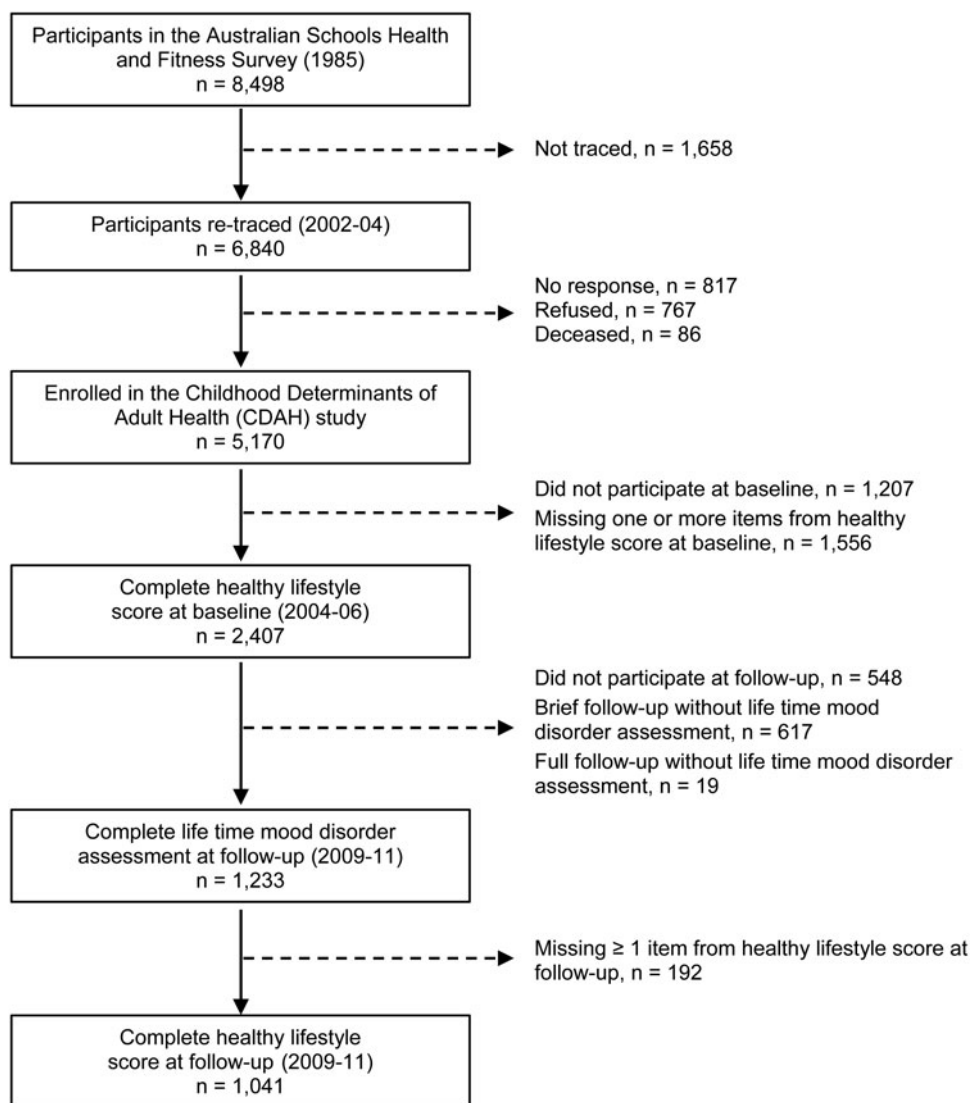 Participants in the Australian Schools Health
and Fitness Survey (1985)
n = 8,498
Not traced, n = 1,658
Participants re-traced (2002-04)
n = 6,840
No response, n = 817
Refused, n = 767
Deceased, n = 86
Enrolled in the Childhood Determinants of
Adult Health (CDAH) study
n = 5,170
Did not participate at baseline, n = 1,207
Missing one or more items from healthy
lifestyle score at baseline, n = 1,556
Complete healthy lifestyle
score at baseline (2004-06)
n = 2,407
Did not participate at follow-up, n = 548
Brief follow-up without life time mood
disorder assessment, n = 617
Full follow-up without life time mood disorder
assessment, n = 19
Complete life time mood disorder
assessment at follow-up (2009-11)
n = 1,233
Missing ≥ 1 item from healthy lifestyle score at
follow-up, n = 192
Complete healthy lifestyle
score at follow-up (2009-11)
n = 1,041